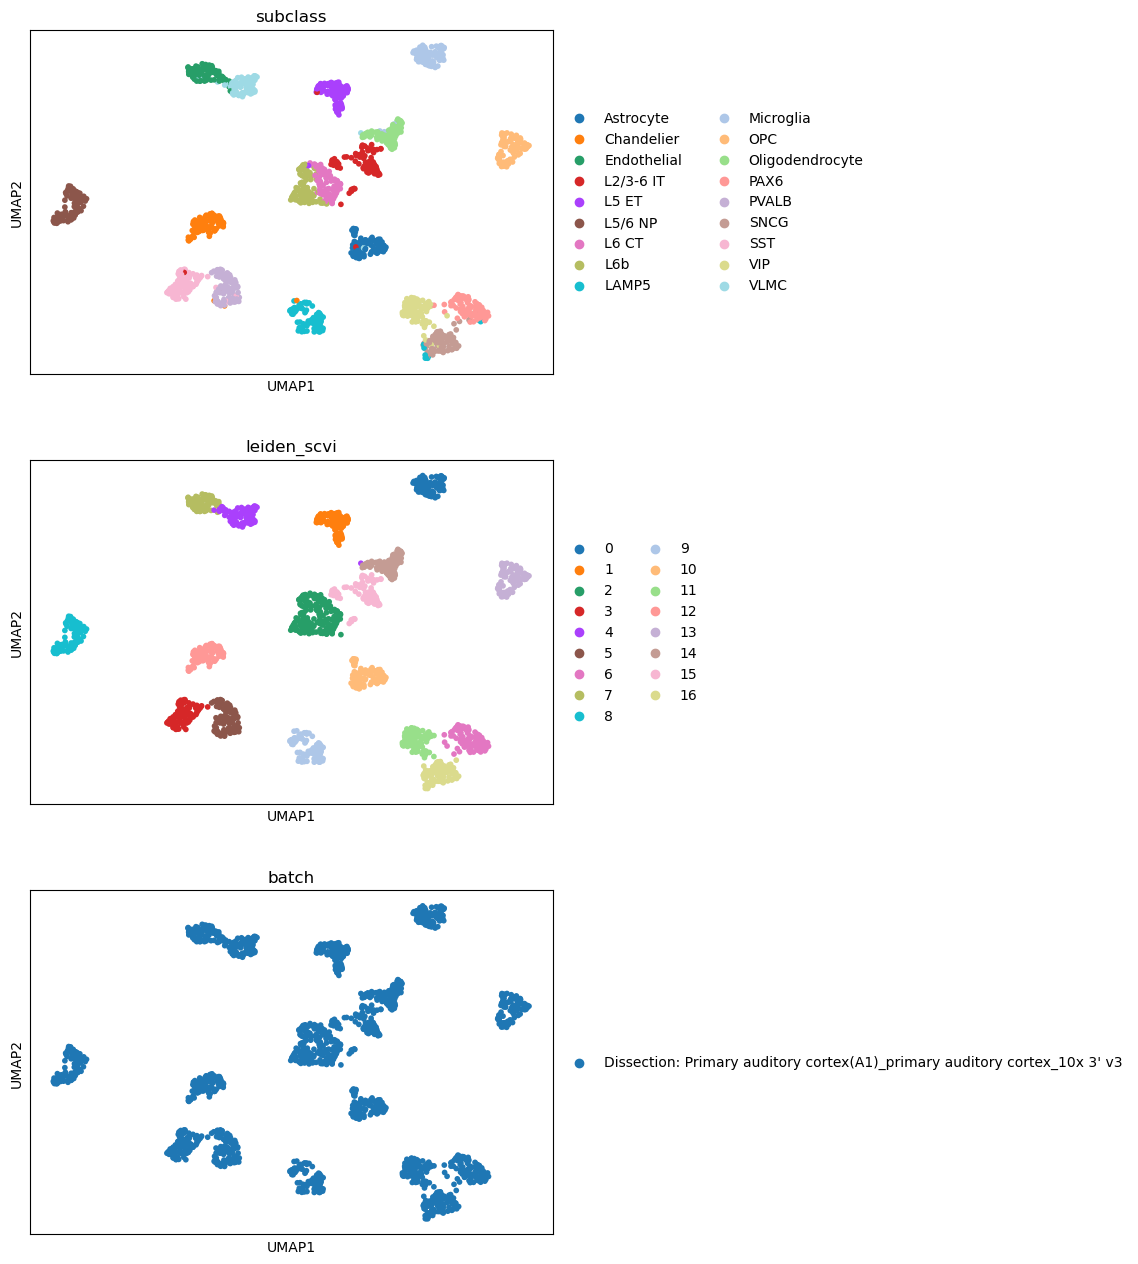 subclass
UMAP2
UMAP1
Astrocyte
Chandelier
Endothelial
L2/3-6 IT
L5 ET
L5/6 NP
L6 CT
L6b
LAMP5
Microglia
OPC
Oligodendrocyte
PAX6
PVALB
SNCG
SST
VIP
VLMC
leiden_scvi
UMAP2
UMAP1
0
1
2
3
4
5
6
7
8
9
10
11
12
13
14
15
16
batch
UMAP2
UMAP1
Dissection: Primary auditory cortex(A1)_primary auditory cortex_10x 3' v3